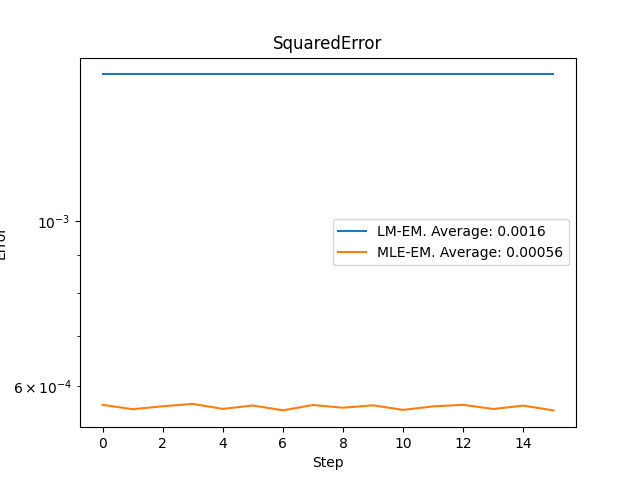 SquaredError
Error
10⁻³
6 × 10⁻⁴
LM-EM. Average: 0.0016
MLE-EM. Average: 0.00056
0 2 4 6 8 10 12 14
Step